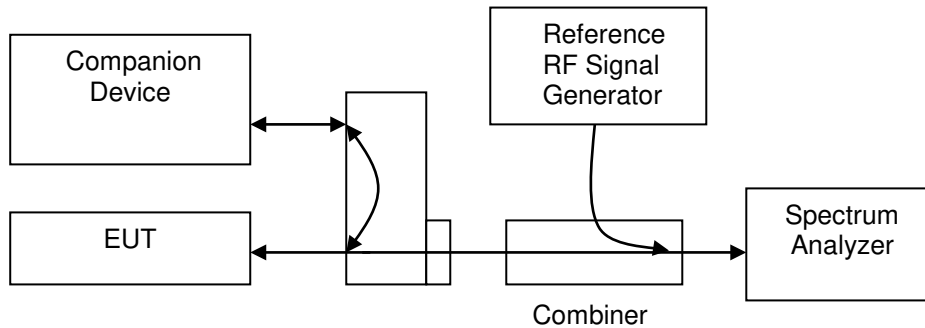 Companion
Device
Reference
RF Signal
Generator
EUT
Spectrum
Analyzer
Combiner